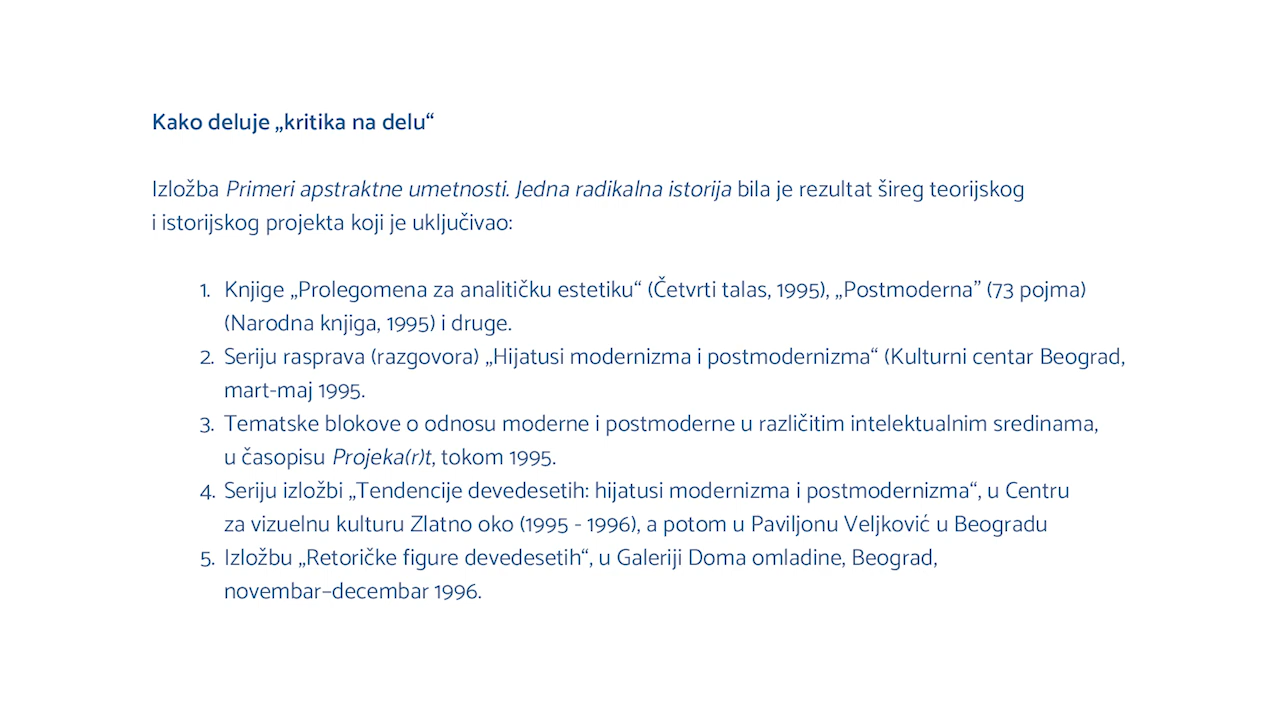 Kako deluje „kritika na delu“
Izložba Primeri apstraktne umetnosti. Jedna radikalna istorija bila je rezultat šireg teorijskog
i istorijskog projekta koji je uključivao:
1. Knjige „Prolegomena za analitičku estetiku“ (Četvrti talas, 1995), „Postmoderna” (73 pojma)
(Narodna knjiga, 1995) i druge.
2. Seriju rasprava (razgovora) „Hijatusi modernizma i postmodernizma“ (Kulturni centar Beograd,
mart-maj 1995.
3. Tematske blokove o odnosu moderne i postmoderne u različitim intelektualnim sredinama,
u časopisu Projeka(r)t, tokom 1995.
4. Seriju izložbi „Tendencije devedesetih: hijatusi modernizma i postmodernizma“, u Centru
za vizuelnu kulturu Zlatno oko (1995 - 1996), a potom u Paviljonu Veljković u Beogradu
5. Izložbu „Retoričke figure devedesetih“, u Galeriji Doma omladine, Beograd,
novembar–decembar 1996.